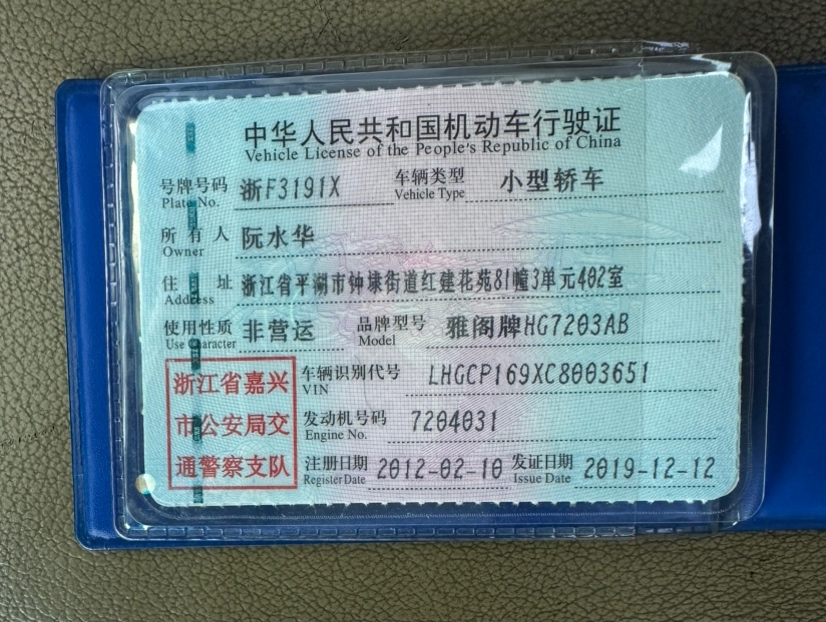 中华人民共和国机动车行驶证
Vehicle License of the People's Republic of China
号牌号码 浙F3191X 车辆类型 小型轿车
Plate No. Vehicle Type
所有人 阮水华
Owner
住址 浙江省平湖市钟埭街道红建花苑81幢3单元402室
Address
使用性质 非营运 品牌型号 雅阁牌HG7203AB
Use Character Model
浙江省嘉兴
市公安局交
通警察支队
车辆识别代号 LHGCP169XC8003651
VIN
发动机号码 7204031
Engine No.
注册日期 2012-02-10 发证日期 2019-12-12
Register Date Issue Date